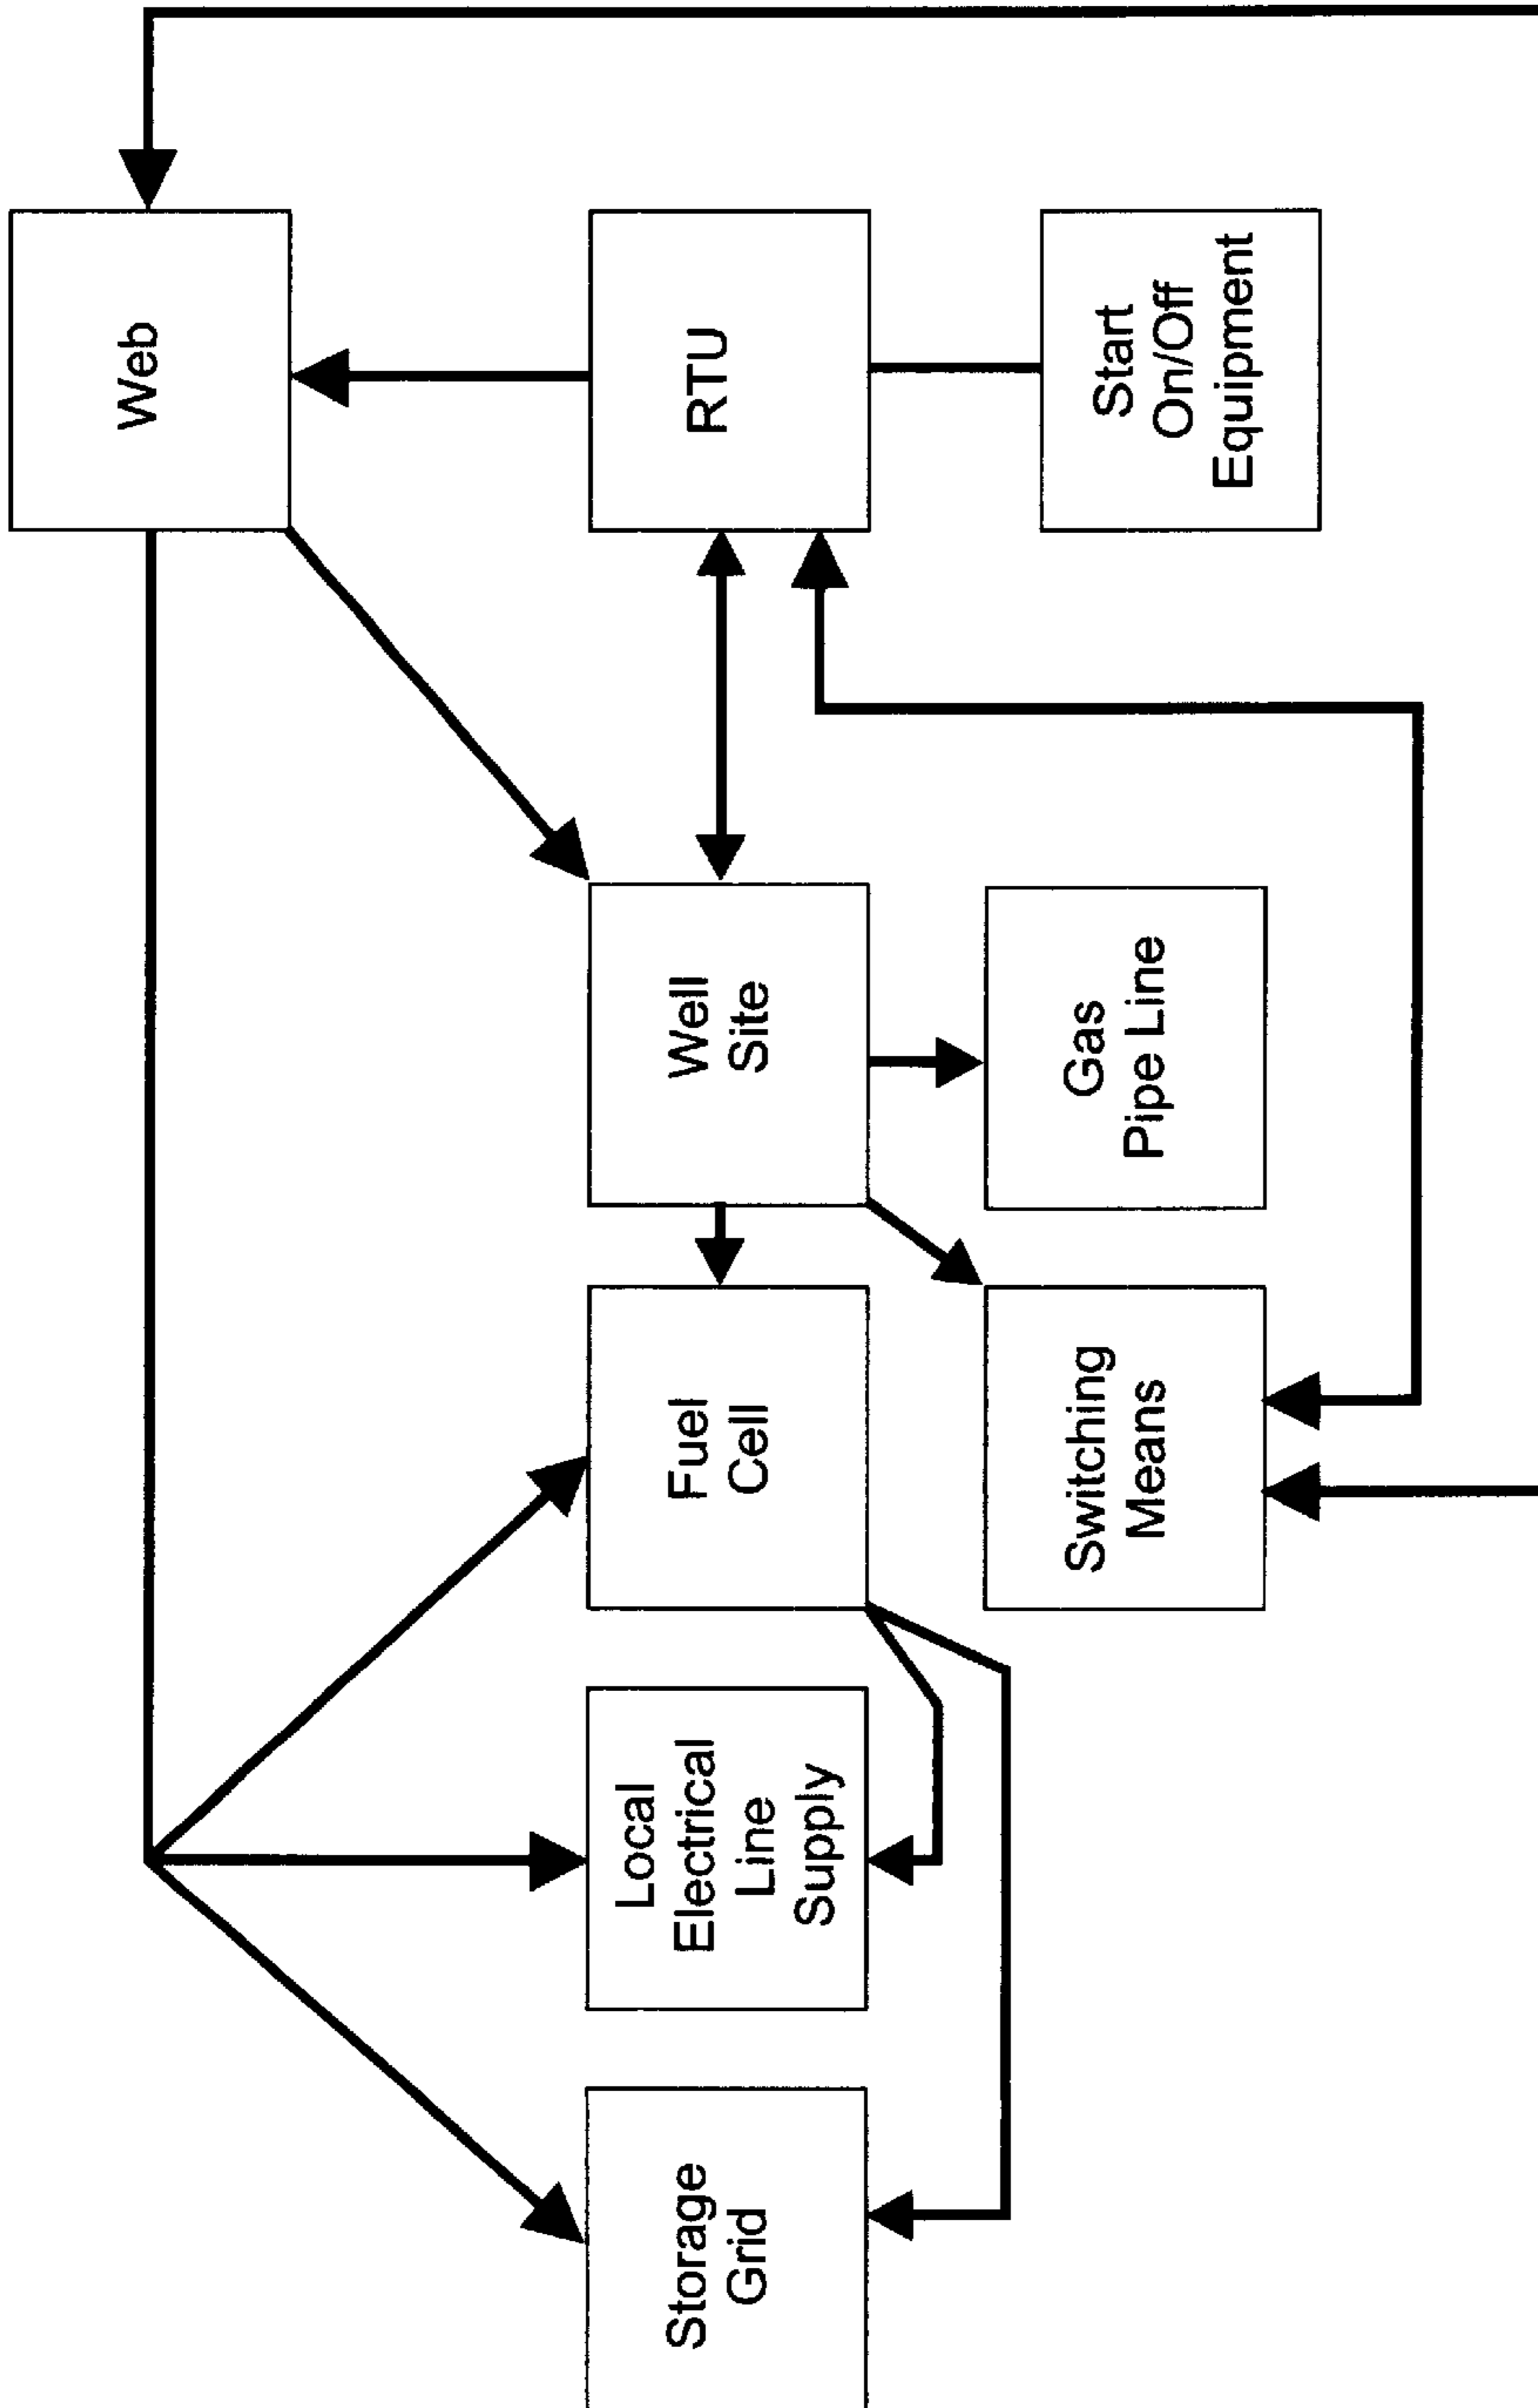 Web
RTU
Start
On/Off
Equipment
Well
Site
Gas
Pipe Line
Fuel
Cell
Switching
Means
Local
Electrical
Line
Supply
Storage
Grid